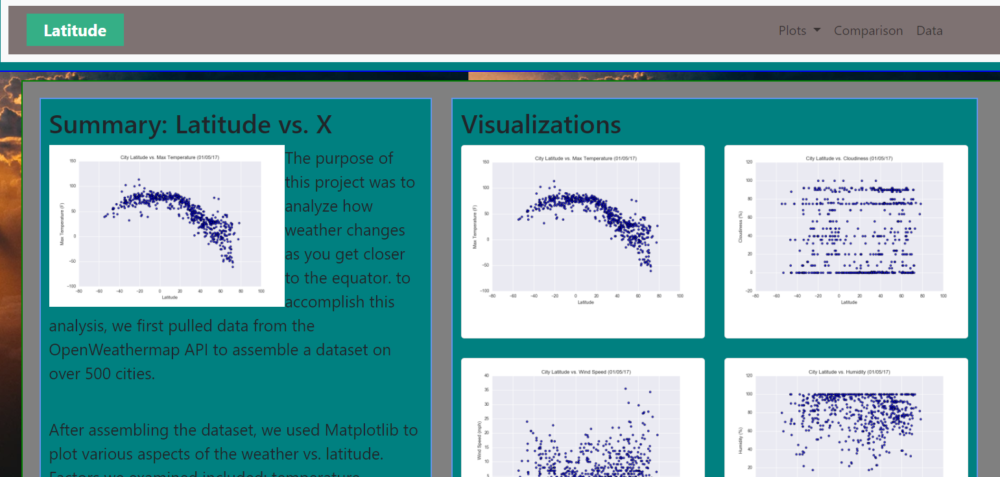 Latitude
Plots Comparison Data
Summary: Latitude vs. X
City Latitude vs. Max Temperature (01/05/17)
150
100
50
0
−50
−100
Max Temperature (F)
−80 −60 −40 −20 0 20 40 60 80 100
Latitude
The purpose of
this project was to
analyze how
weather changes
as you get closer
to the equator. to
accomplish this
analysis, we first pulled data from the
OpenWeathermap API to assemble a dataset on
over 500 cities.
After assembling the dataset, we used Matplotlib to
plot various aspects of the weather vs. latitude.
Factors we examined included: temperature,
Visualizations
City Latitude vs. Max Temperature (01/05/17)
150
100
50
0
−50
−100
Max Temperature (F)
−80 −60 −40 −20 0 20 40 60 80 100
Latitude
City Latitude vs. Cloudiness (01/05/17)
120
100
80
60
40
20
0
−20
Cloudiness (%)
−80 −60 −40 −20 0 20 40 60 80 100
Latitude
City Latitude vs. Wind Speed (01/05/17)
40
35
30
25
20
15
10
5
Wind Speed (mph)
City Latitude vs. Humidity (01/05/17)
120
100
80
60
40
20
Humidity (%)